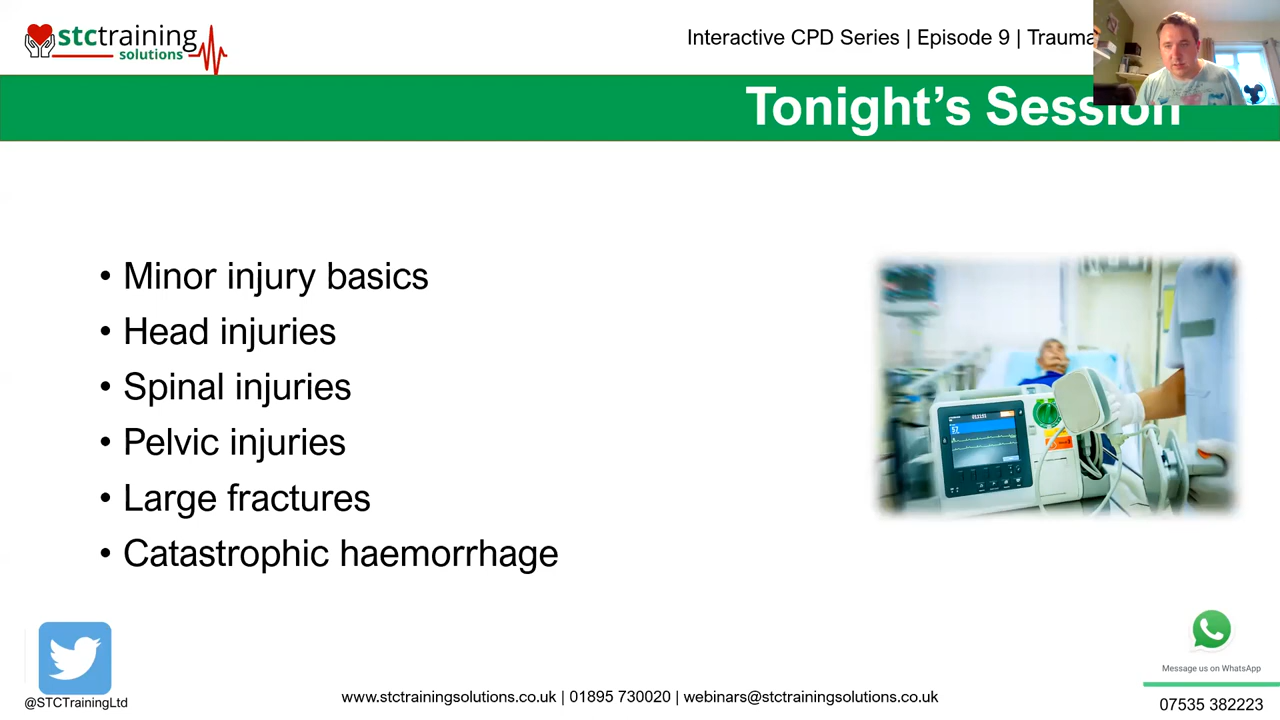 stctraining
solutions
Interactive CPD Series | Episode 9 | Trauma
Tonight's Session
• Minor injury basics
• Head injuries
• Spinal injuries
• Pelvic injuries
• Large fractures
• Catastrophic haemorrhage
57
@STCTrainingLtd
www.stctrainingsolutions.co.uk | 01895 730020 | webinars@stctrainingsolutions.co.uk
Message us on WhatsApp
07535 382223